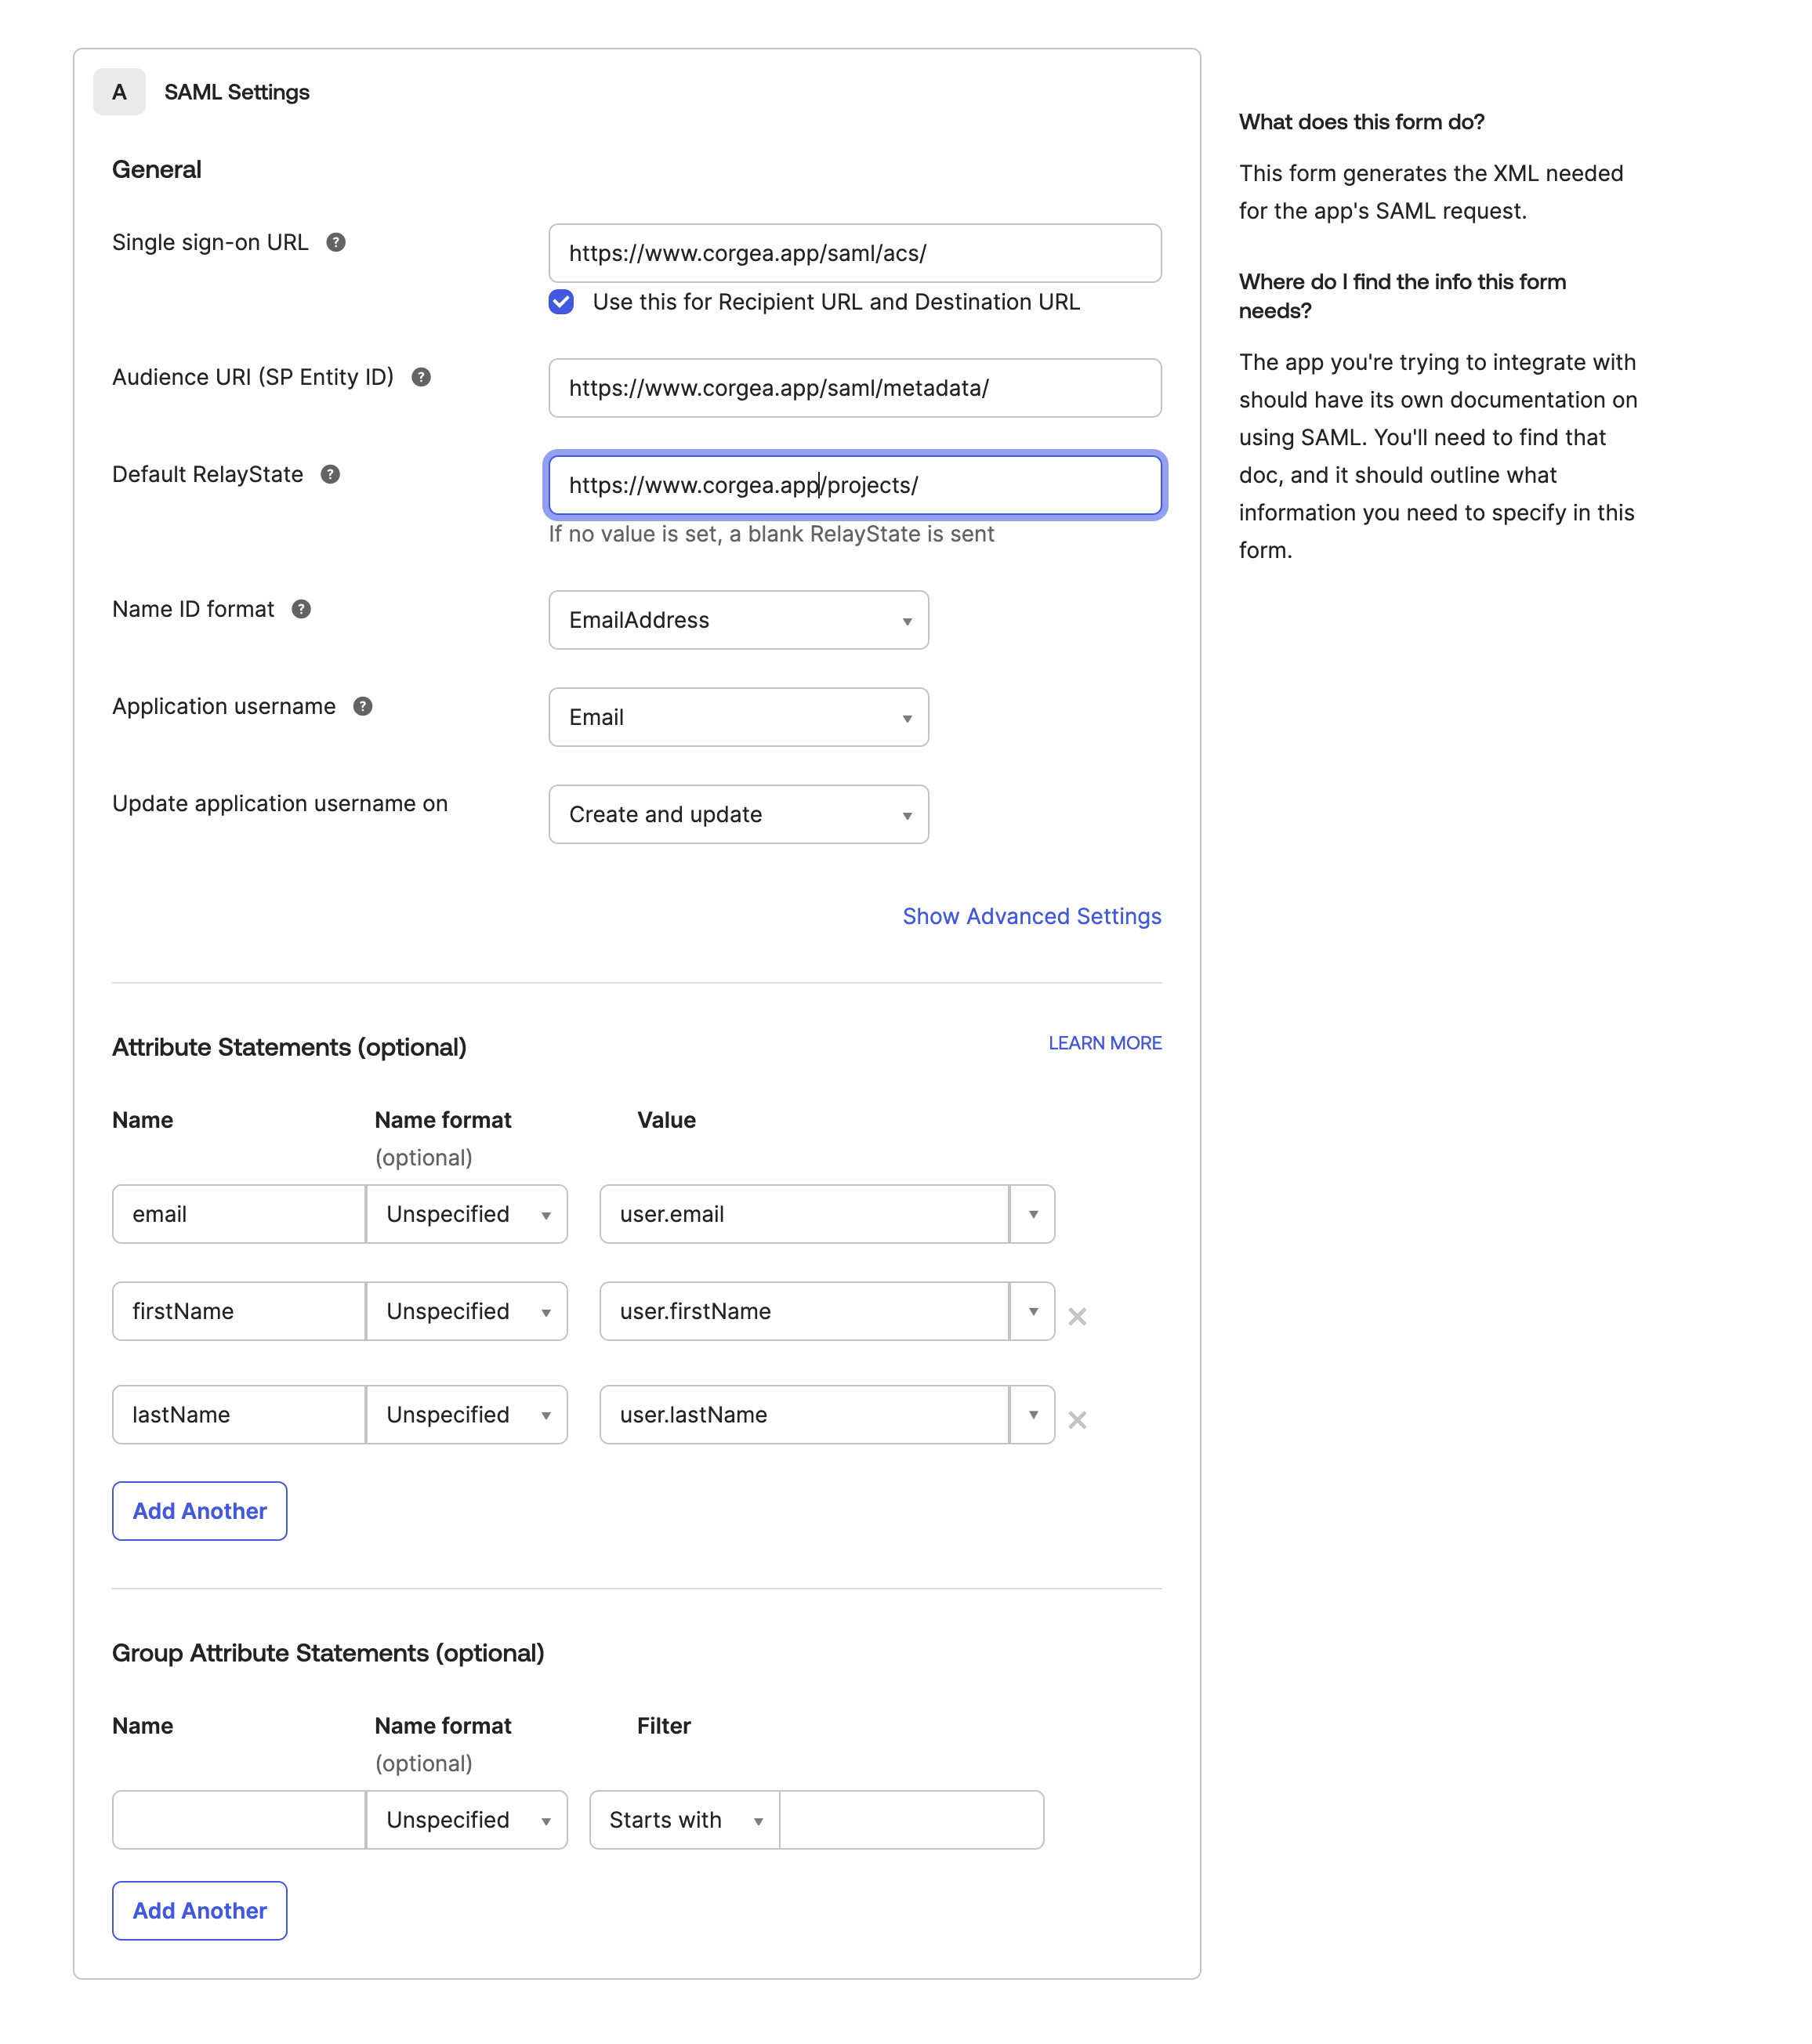 A SAML Settings
General
Single sign-on URL ?
https://www.corgea.app/saml/acs/
Use this for Recipient URL and Destination URL
Audience URI (SP Entity ID) ?
https://www.corgea.app/saml/metadata/
Default RelayState ?
https://www.corgea.app/projects/
If no value is set, a blank RelayState is sent
Name ID format ?
EmailAddress
Application username ?
Email
Update application username on
Create and update
Show Advanced Settings
Attribute Statements (optional)
LEARN MORE
Name Name format Value
(optional)
email Unspecified user.email
firstName Unspecified user.firstName
lastName Unspecified user.lastName
Add Another
Group Attribute Statements (optional)
Name Name format Filter
(optional)
Unspecified Starts with
Add Another
What does this form do?
This form generates the XML needed
for the app's SAML request.
Where do I find the info this form
needs?
The app you're trying to integrate with
should have its own documentation on
using SAML. You'll need to find that
doc, and it should outline what
information you need to specify in this
form.